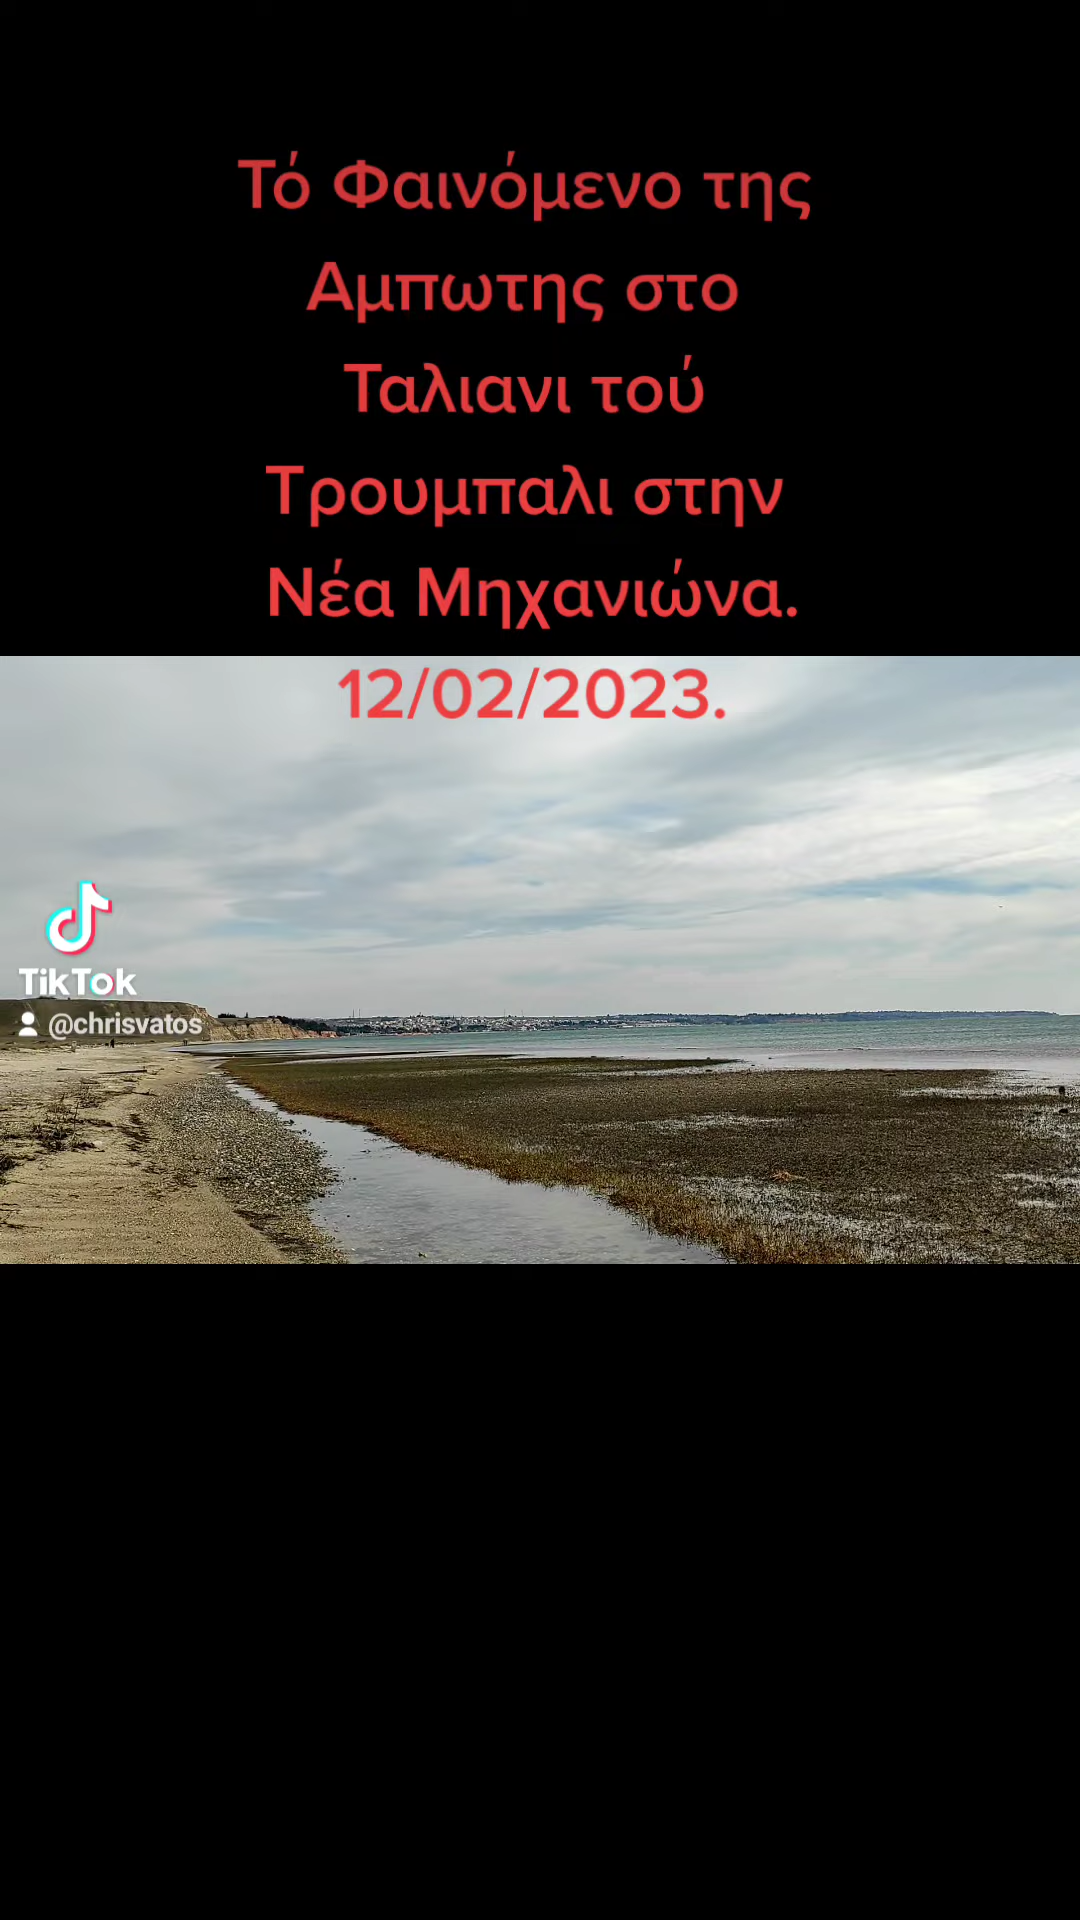 Τό Φαινόμενο της
Αμπωτης στο
Ταλιανι τού
Τρουμπαλι στην
Νέα Μηχανιώνα.
12/02/2023.
TikTok
@chrisvatos